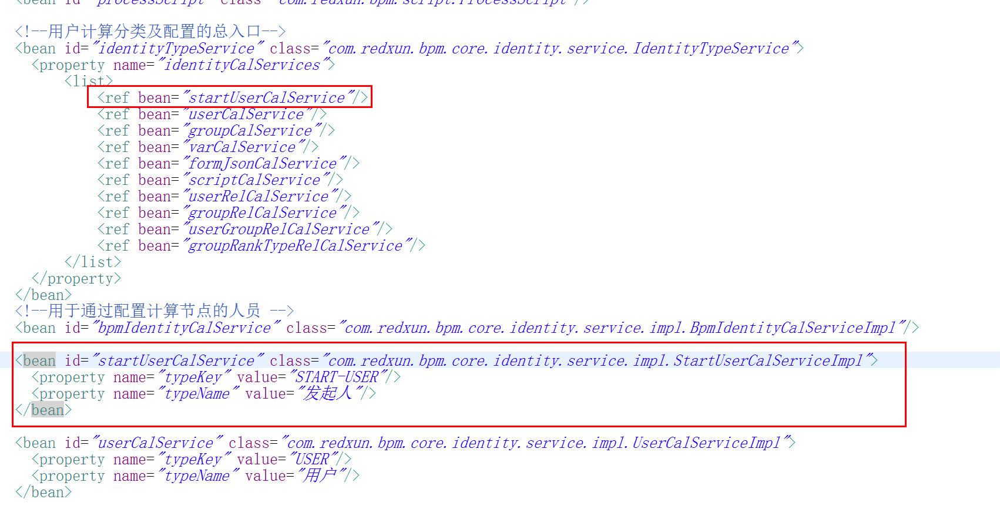 <bean id="processScript" class="com.redxun.bpm.script.ProcessScript"/>
<!--用户计算分类及配置的总入口-->
<bean id="identityTypeService" class="com.redxun.bpm.core.identity.service.IdentityTypeService">
<property name="identityCalServices">
<list>
<ref bean="startUserCalService"/>
<ref bean="userCalService"/>
<ref bean="groupCalService"/>
<ref bean="varCalService"/>
<ref bean="formJsonCalService"/>
<ref bean="scriptCalService"/>
<ref bean="userRelCalService"/>
<ref bean="groupRelCalService"/>
<ref bean="userGroupRelCalService"/>
<ref bean="groupRankTypeRelCalService"/>
</list>
</property>
</bean>
<!--用于通过配置计算节点的人员 -->
<bean id="bpmIdentityCalService" class="com.redxun.bpm.core.identity.service.impl.BpmIdentityCalServiceImpl"/>
<bean id="startUserCalService" class="com.redxun.bpm.core.identity.service.impl.StartUserCalServiceImpl">
<property name="typeKey" value="START-USER"/>
<property name="typeName" value="发起人"/>
</bean>
<bean id="userCalService" class="com.redxun.bpm.core.identity.service.impl.UserCalServiceImpl">
<property name="typeKey" value="USER"/>
<property name="typeName" value="用户"/>
</bean>